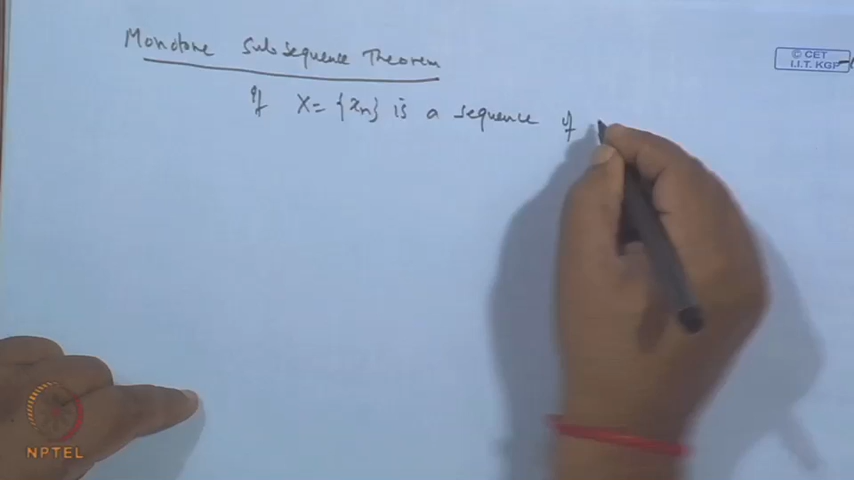 Monotone Subsequence Theorem
© CET
I.I.T. KGP
If X = {xn} is a sequence of
NPTEL